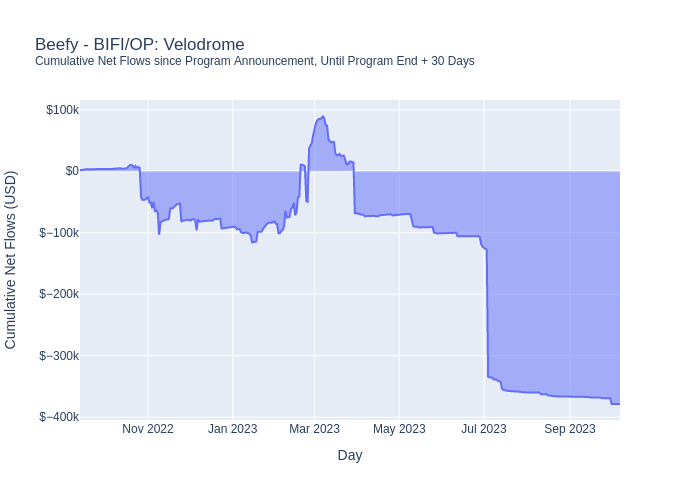 Beefy - BIFI/OP: Velodrome
Cumulative Net Flows since Program Announcement, Until Program End + 30 Days
Cumulative Net Flows (USD)
$100k
$0
$−100k
$−200k
$−300k
$−400k
Nov 2022
Jan 2023
Mar 2023
May 2023
Jul 2023
Sep 2023
Day